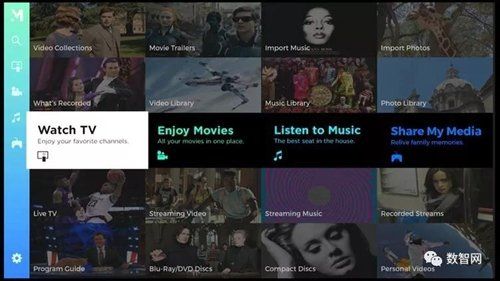 M
Video Collections
Movie Trailers
Import Music
Import Photos
What's Recorded
Video Library
Music Library
Photo Library
Watch TV
Enjoy your favorite channels.
Enjoy Movies
All your movies in one place.
Listen to Music
The best seat in the house.
Share My Media
Relive family memories.
Live TV
Streaming Video
Streaming Music
Recorded Streams
Program Guide
Blu-Ray/DVD Discs
Compact Discs
Personal Videos
数智网